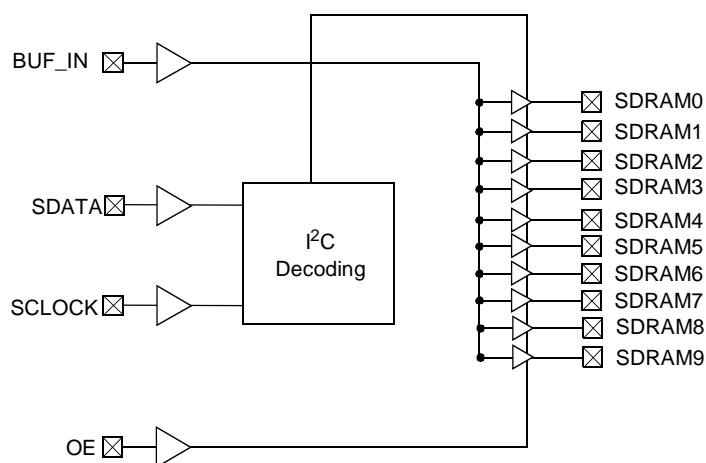 BUF_IN
SDATA
SCLOCK
OE
I²C
Decoding
SDRAM0
SDRAM1
SDRAM2
SDRAM3
SDRAM4
SDRAM5
SDRAM6
SDRAM7
SDRAM8
SDRAM9